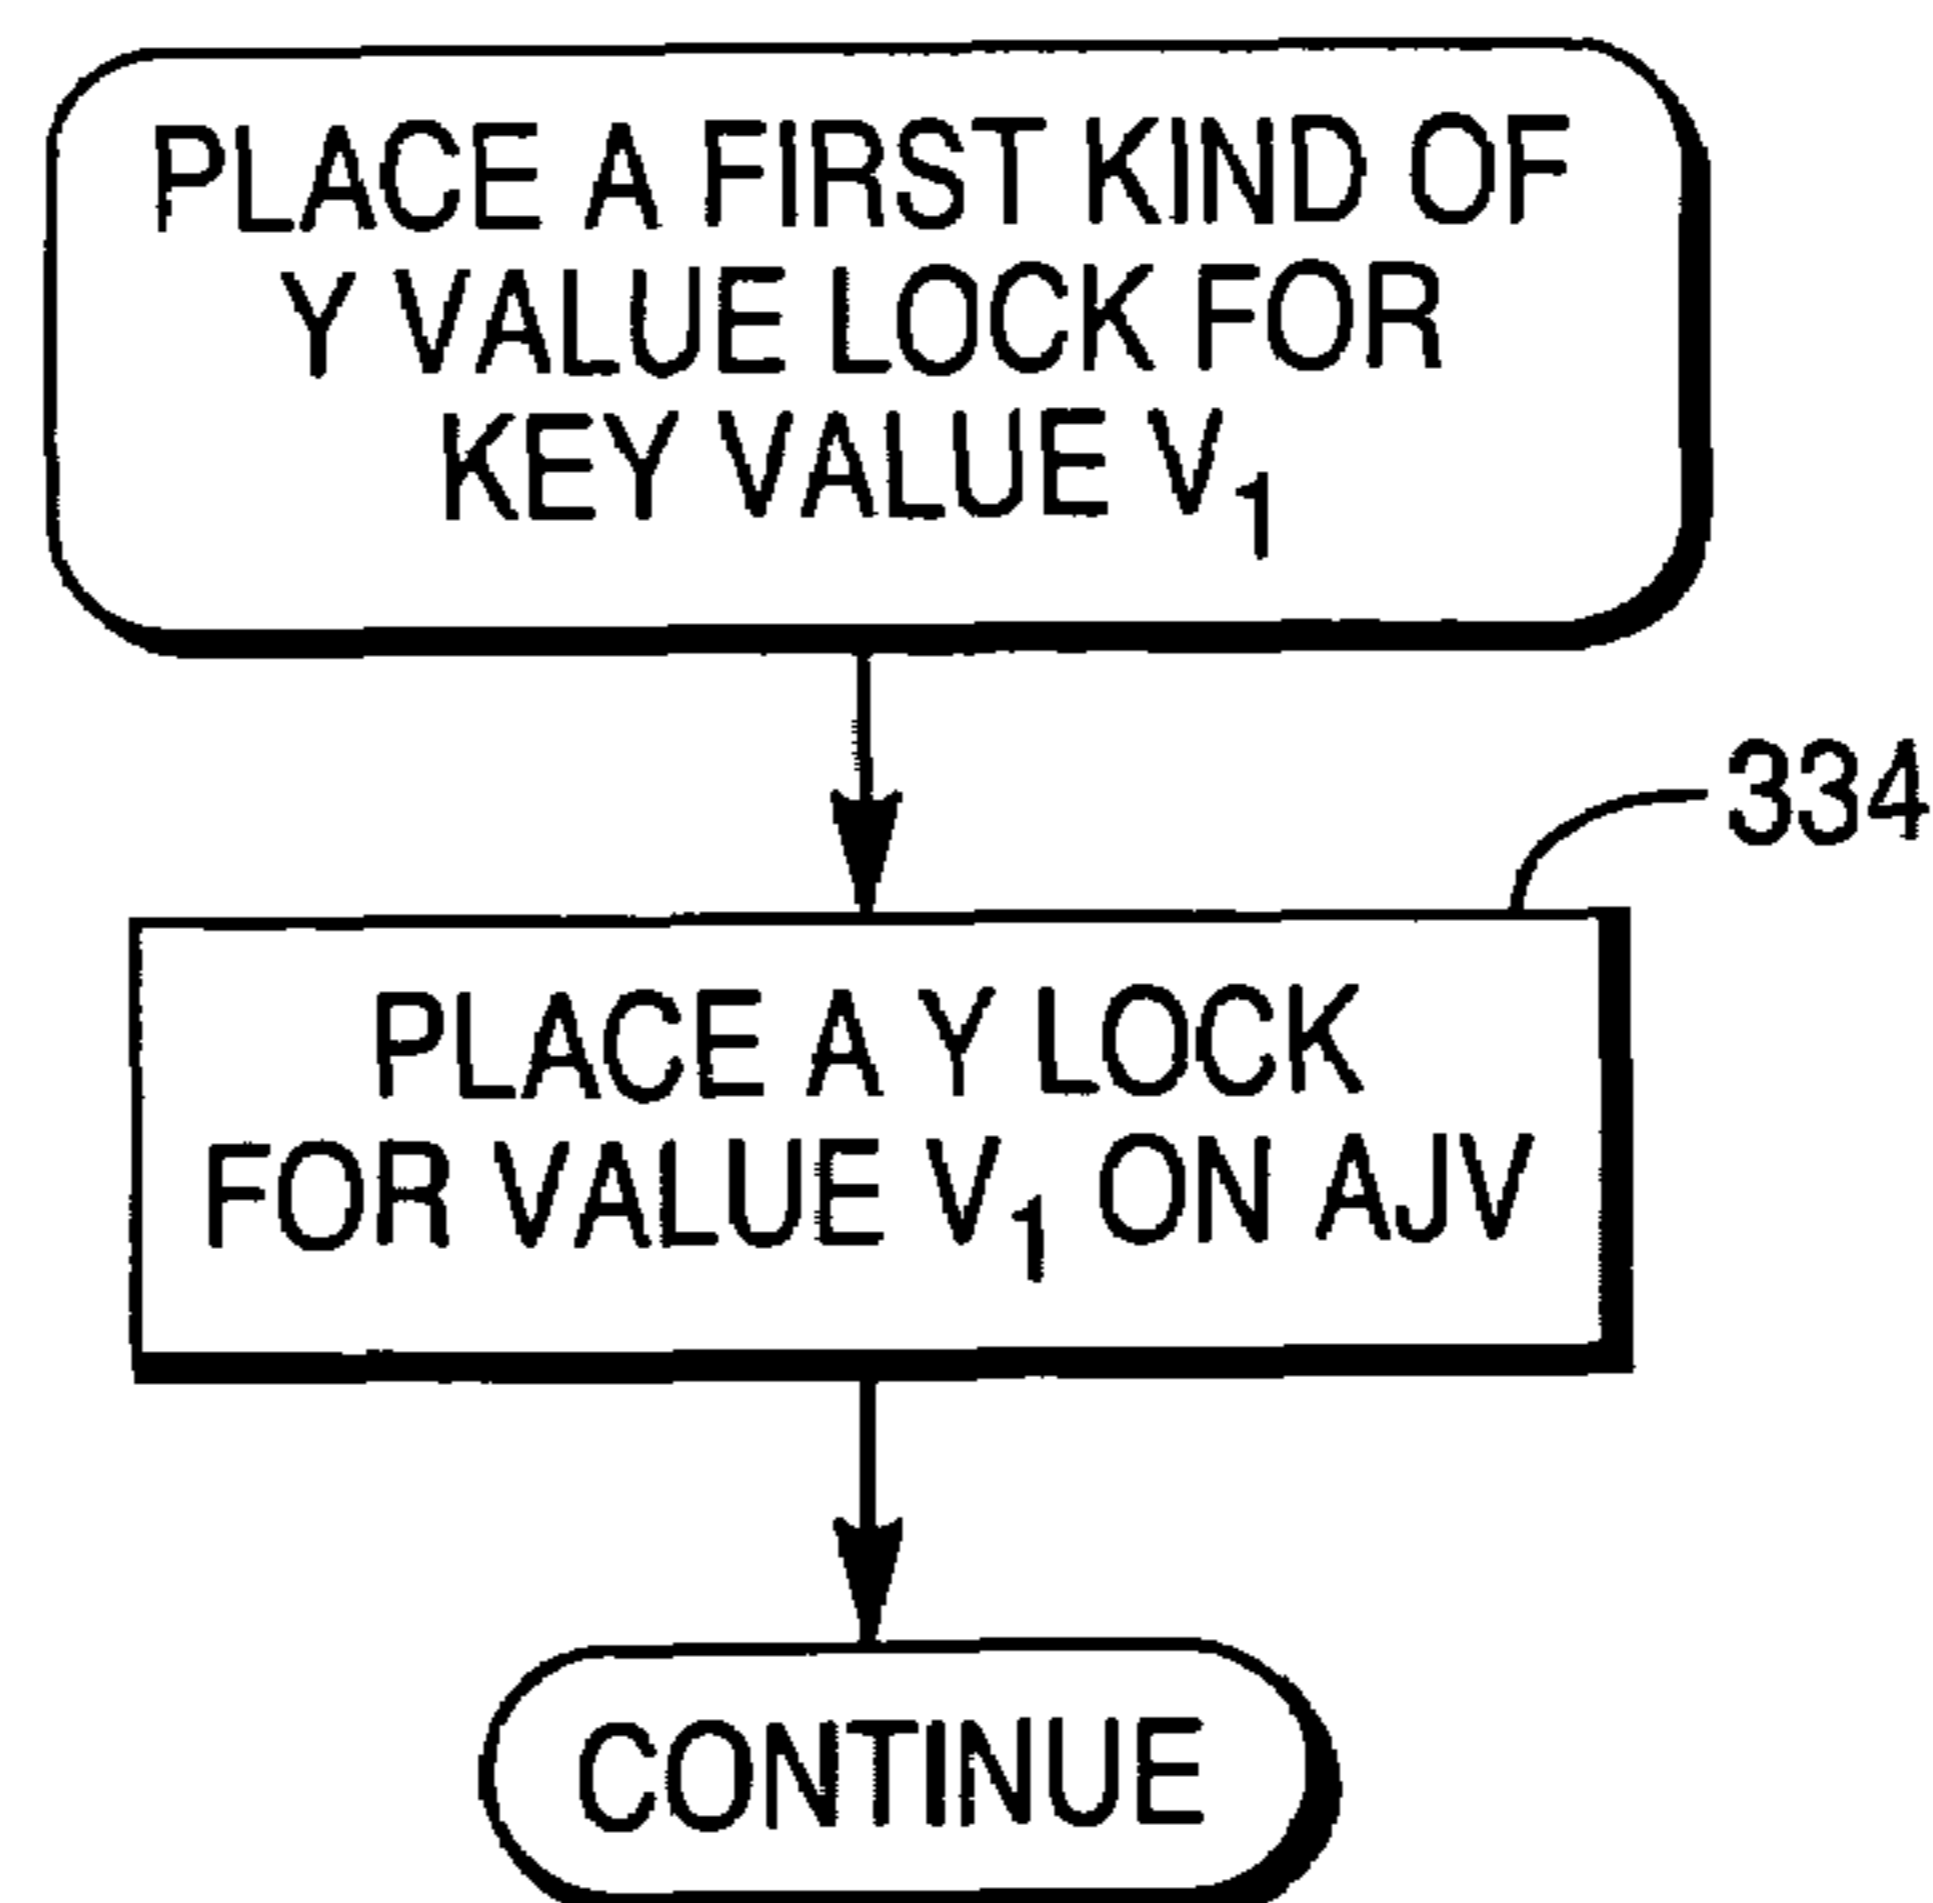 PLACE A FIRST KIND OF
Y VALUE LOCK FOR
KEY VALUE V₁
334
PLACE A Y LOCK
FOR VALUE V₁ ON AJV
CONTINUE